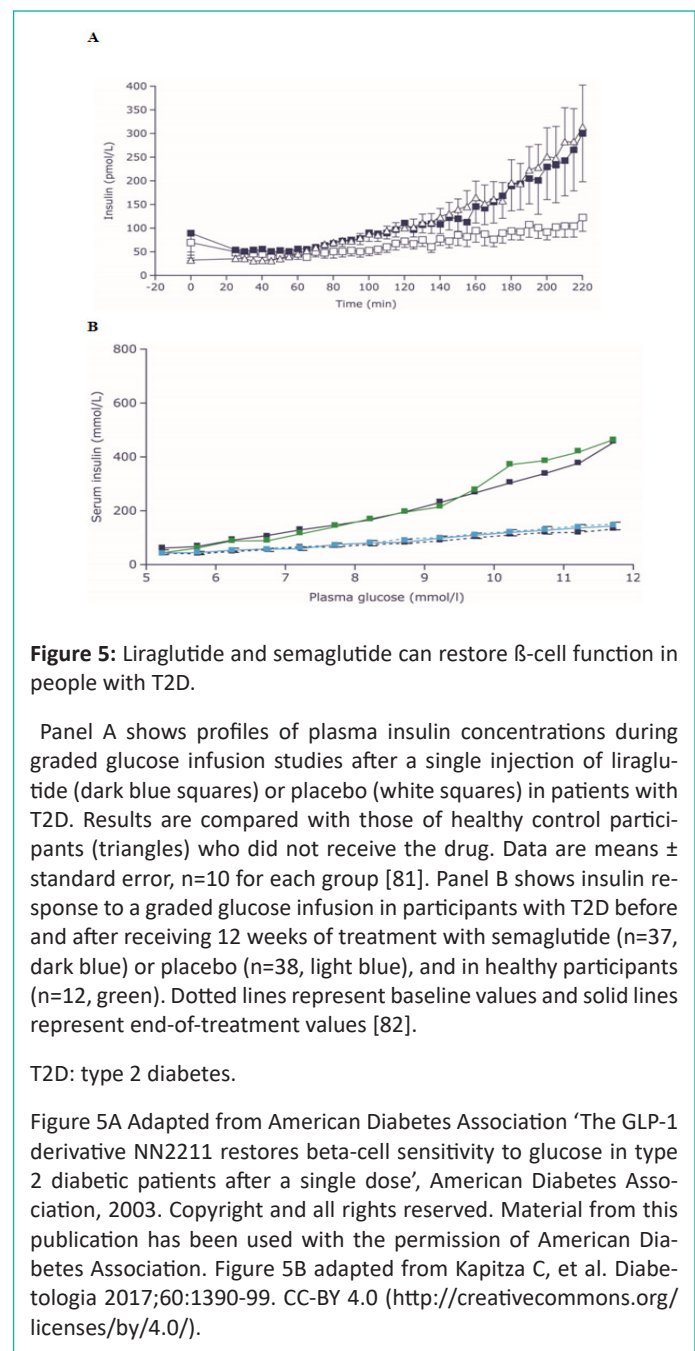 A
400
350
300
250
200
150
100
50
0
Insulin (pmol/L)
-20 0 20 40 60 80 100 120 140 160 180 200 220
Time (min)
B
800
600
400
200
0
Serum insulin (mmol/L)
5 6 7 8 9 10 11 12
Plasma glucose (mmol/l)
Figure 5: Liraglutide and semaglutide can restore ß-cell function in
people with T2D.
Panel A shows profiles of plasma insulin concentrations during
graded glucose infusion studies after a single injection of liraglu-
tide (dark blue squares) or placebo (white squares) in patients with
T2D. Results are compared with those of healthy control partici-
pants (triangles) who did not receive the drug. Data are means ±
standard error, n=10 for each group [81]. Panel B shows insulin re-
sponse to a graded glucose infusion in participants with T2D before
and after receiving 12 weeks of treatment with semaglutide (n=37,
dark blue) or placebo (n=38, light blue), and in healthy participants
(n=12, green). Dotted lines represent baseline values and solid lines
represent end-of-treatment values [82].
T2D: type 2 diabetes.
Figure 5A Adapted from American Diabetes Association ‘The GLP-1
derivative NN2211 restores beta-cell sensitivity to glucose in type
2 diabetic patients after a single dose’, American Diabetes Asso-
ciation, 2003. Copyright and all rights reserved. Material from this
publication has been used with the permission of American Dia-
betes Association. Figure 5B adapted from Kapitza C, et al. Diabe-
tologia 2017;60:1390-99. CC-BY 4.0 (http://creativecommons.org/
licenses/by/4.0/).